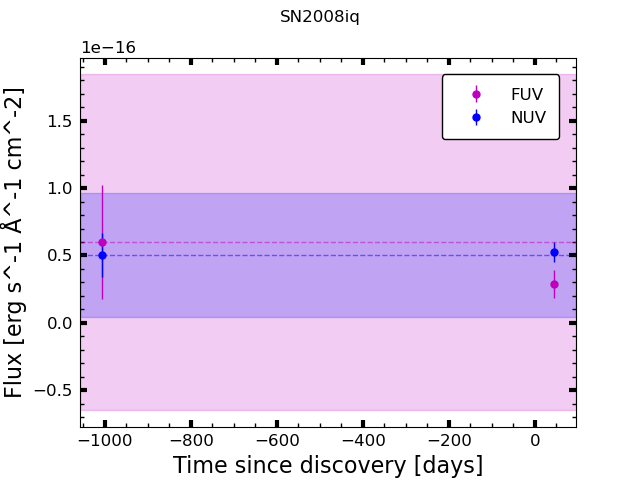 SN2008iq
1e−16
FUV
NUV
1.5
1.0
0.5
0.0
−0.5
Flux [erg s^-1 Å^-1 cm^-2]
−1000 −800 −600 −400 −200 0
Time since discovery [days]